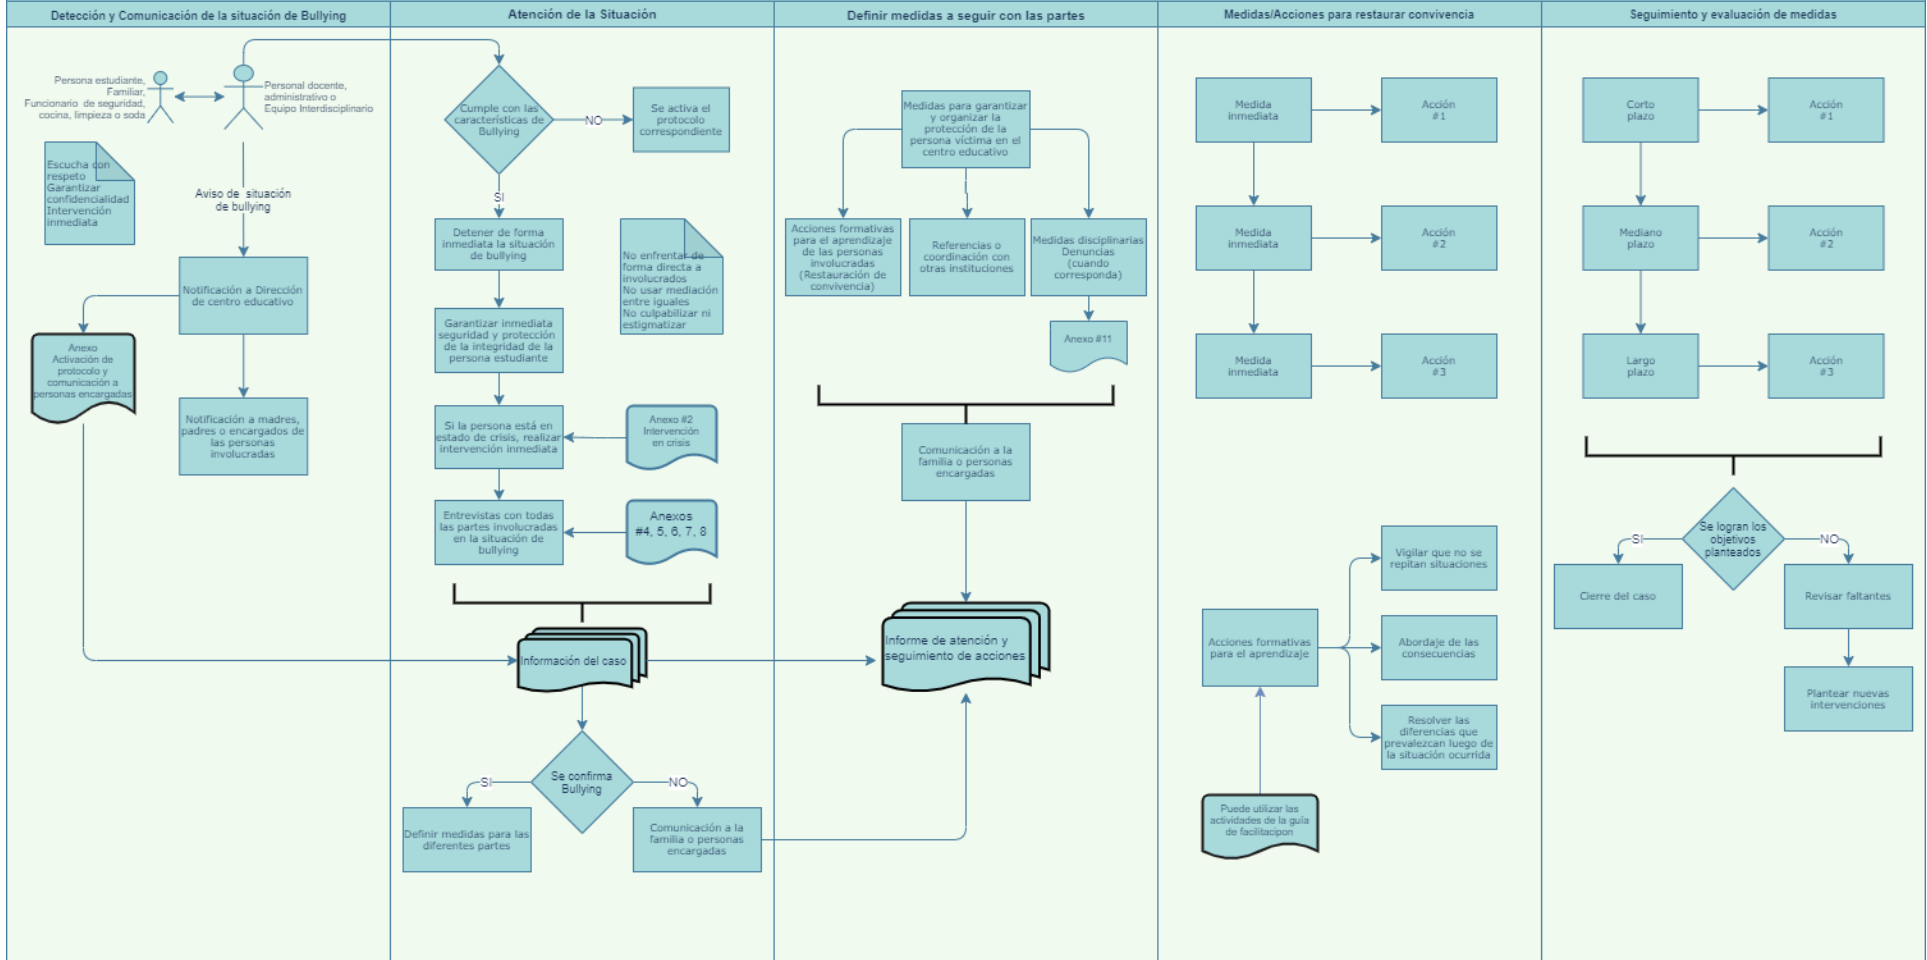 Detección y Comunicación de la situación de Bullying
Persona estudiante,
Familiar,
Funcionario de seguridad,
cocina, limpieza o soda
Personal docente,
administrativo o
Equipo Interdisciplinario
Escucha con
respeto
Garantizar
confidencialidad
Intervención
inmediata
Aviso de situación
de bullying
Notificación a Dirección
de centro educativo
Anexo
Activación de
protocolo y
comunicación a
personas encargadas
Notificación a madres,
padres o encargados de
las personas
involucradas
Atención de la Situación
Cumple con las
características de
Bullying
NO
Se activa el
protocolo
correspondiente
SI
Detener de forma
inmediata la situación
de bullying
No enfrentar de
forma directa a
involucrados
No usar mediación
entre iguales
No culpabilizar ni
estigmatizar
Garantizar inmediata
seguridad y protección
de la integridad de la
persona estudiante
Si la persona está en
estado de crisis, realizar
intervención inmediata
Anexo #2
Intervención
en crisis
Entrevistas con todas
las partes involucradas
en la situación de
bullying
Anexos
#4, 5, 6, 7, 8
Información del caso
Se confirma
Bullying
SI
NO
Definir medidas para las
diferentes partes
Comunicación a la
familia o personas
encargadas
Definir medidas a seguir con las partes
Medidas para garantizar
y organizar la
protección de la
persona víctima en el
centro educativo
Acciones formativas
para el aprendizaje
de las personas
involucradas
(Restauración de
convivencia)
Referencias o
coordinación con
otras instituciones
Medidas disciplinarias
Denuncias
(cuando
corresponda)
Anexo #11
Comunicación a la
familia o personas
encargadas
Informe de atención y
seguimiento de acciones
Medidas/Acciones para restaurar convivencia
Medida
inmediata
Acción
#1
Medida
inmediata
Acción
#2
Medida
inmediata
Acción
#3
Acciones formativas
para el aprendizaje
Vigilar que no se
repitan situaciones
Abordaje de las
consecuencias
Resolver las
diferencias que
prevalezcan luego de
la situación ocurrida
Puede utilizar las
actividades de la guía
de facilitacipon
Seguimiento y evaluación de medidas
Corto
plazo
Acción
#1
Mediano
plazo
Acción
#2
Largo
plazo
Acción
#3
Se logran los
objetivos
planteados
SI
NO
Cierre del caso
Revisar faltantes
Plantear nuevas
intervenciones